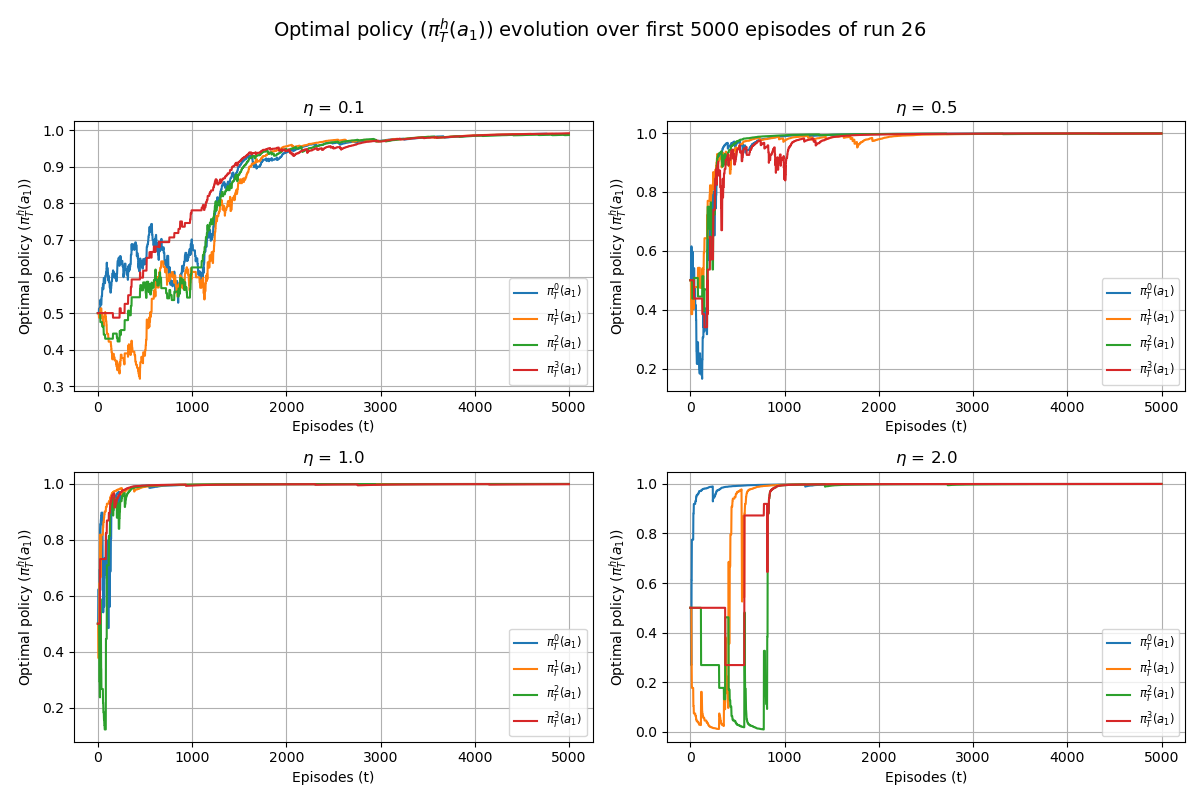 Optimal policy (π_T^h(a_1)) evolution over first 5000 episodes of run 26
η = 0.1
Optimal policy (π_T^h(a_1))
1.0
0.9
0.8
0.7
0.6
0.5
0.4
0.3
0 1000 2000 3000 4000 5000
Episodes (t)
π_T^0(a_1)
π_T^1(a_1)
π_T^2(a_1)
π_T^3(a_1)
η = 0.5
Optimal policy (π_T^h(a_1))
1.0
0.8
0.6
0.4
0.2
0 1000 2000 3000 4000 5000
Episodes (t)
π_T^0(a_1)
π_T^1(a_1)
π_T^2(a_1)
π_T^3(a_1)
η = 1.0
Optimal policy (π_T^h(a_1))
1.0
0.8
0.6
0.4
0.2
0 1000 2000 3000 4000 5000
Episodes (t)
π_T^0(a_1)
π_T^1(a_1)
π_T^2(a_1)
π_T^3(a_1)
η = 2.0
Optimal policy (π_T^h(a_1))
1.0
0.8
0.6
0.4
0.2
0.0
0 1000 2000 3000 4000 5000
Episodes (t)
π_T^0(a_1)
π_T^1(a_1)
π_T^2(a_1)
π_T^3(a_1)